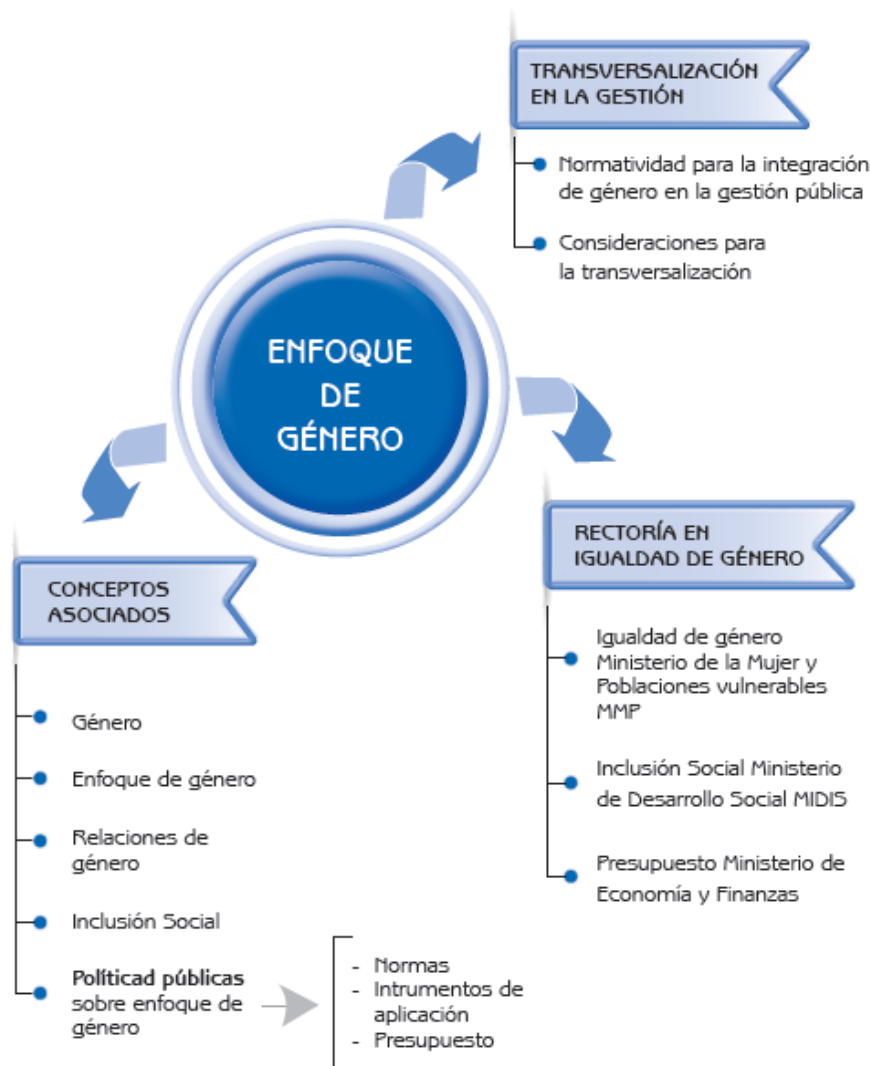 TRANSVERSALIZACIÓN
EN LA GESTIÓN
Normatividad para la integración
de género en la gestión pública
Consideraciones para
la transversalización
ENFOQUE
DE
GÉNERO
RECTORÍA EN
IGUALDAD DE GÉNERO
Igualdad de género
Ministerio de la Mujer y
Poblaciones vulnerables
MMP
Inclusión Social Ministerio
de Desarrollo Social MIDIS
Presupuesto Ministerio de
Economía y Finanzas
CONCEPTOS
ASOCIADOS
Género
Enfoque de género
Relaciones de
género
Inclusión Social
Políticad públicas
sobre enfoque de
género
- Normas
- Intrumentos de
aplicación
- Presupuesto